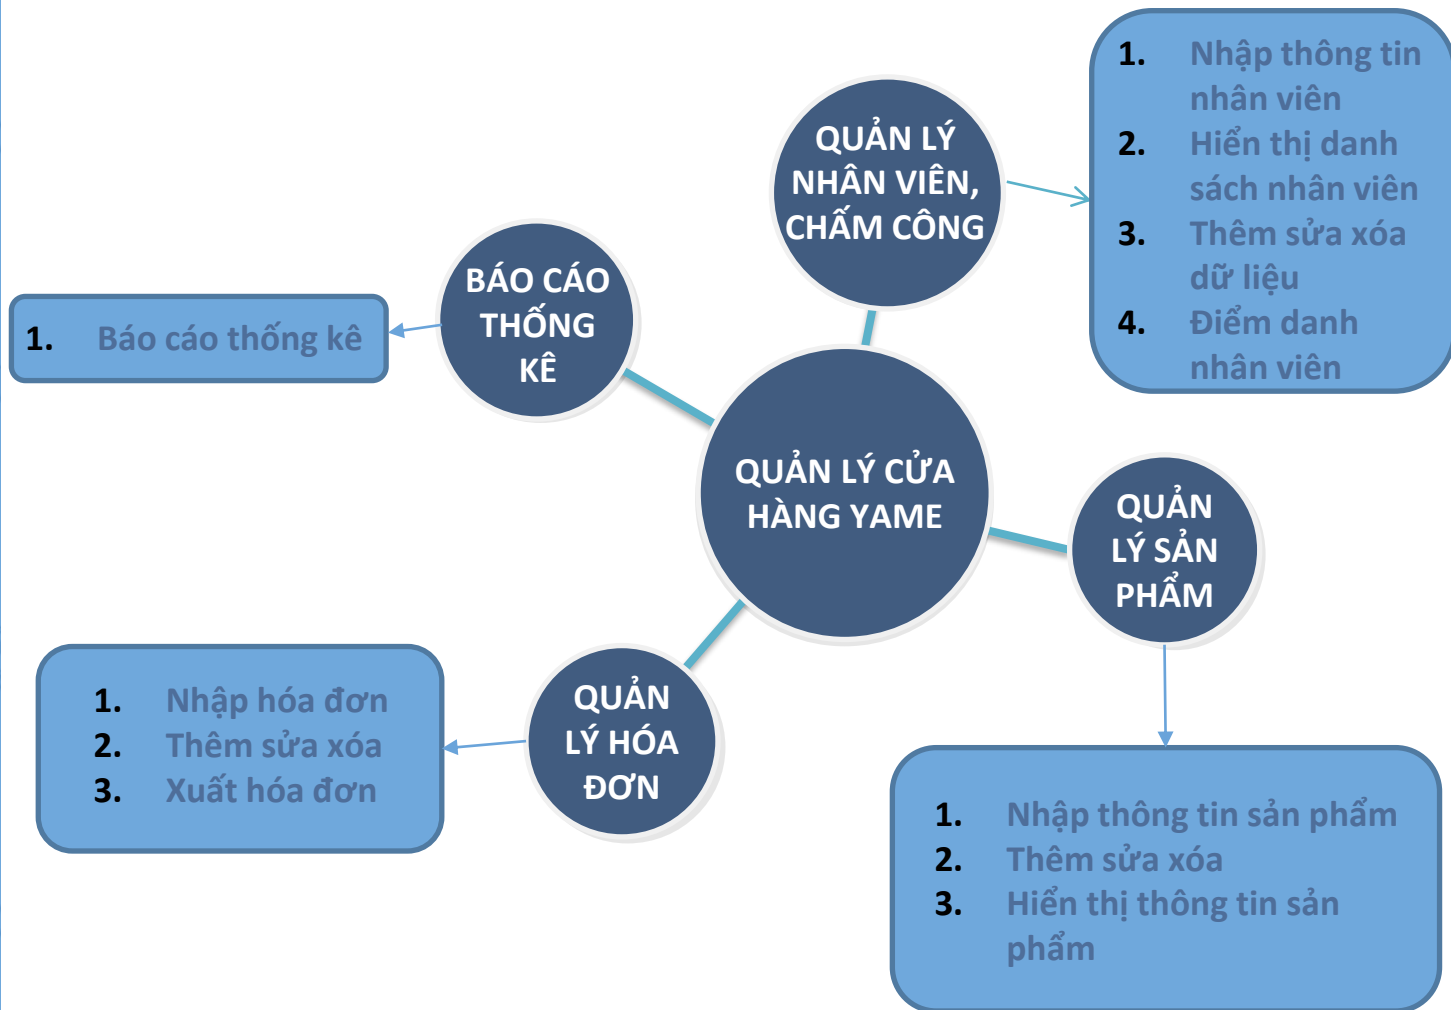 QUẢN LÝ
NHÂN VIÊN,
CHẤM CÔNG
1. Nhập thông tin
nhân viên
2. Hiển thị danh
sách nhân viên
3. Thêm sửa xóa
dữ liệu
4. Điểm danh
nhân viên
BÁO CÁO
THỐNG
KÊ
1. Báo cáo thống kê
QUẢN LÝ CỬA
HÀNG YAME
QUẢN
LÝ SẢN
PHẨM
QUẢN
LÝ HÓA
ĐƠN
1. Nhập hóa đơn
2. Thêm sửa xóa
3. Xuất hóa đơn
1. Nhập thông tin sản phẩm
2. Thêm sửa xóa
3. Hiển thị thông tin sản
phẩm